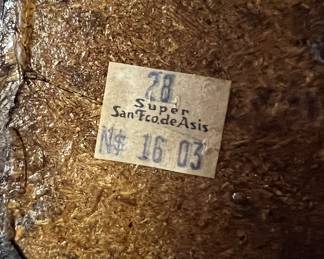 28
Super
San Fco. de Asis
N$ 16 03